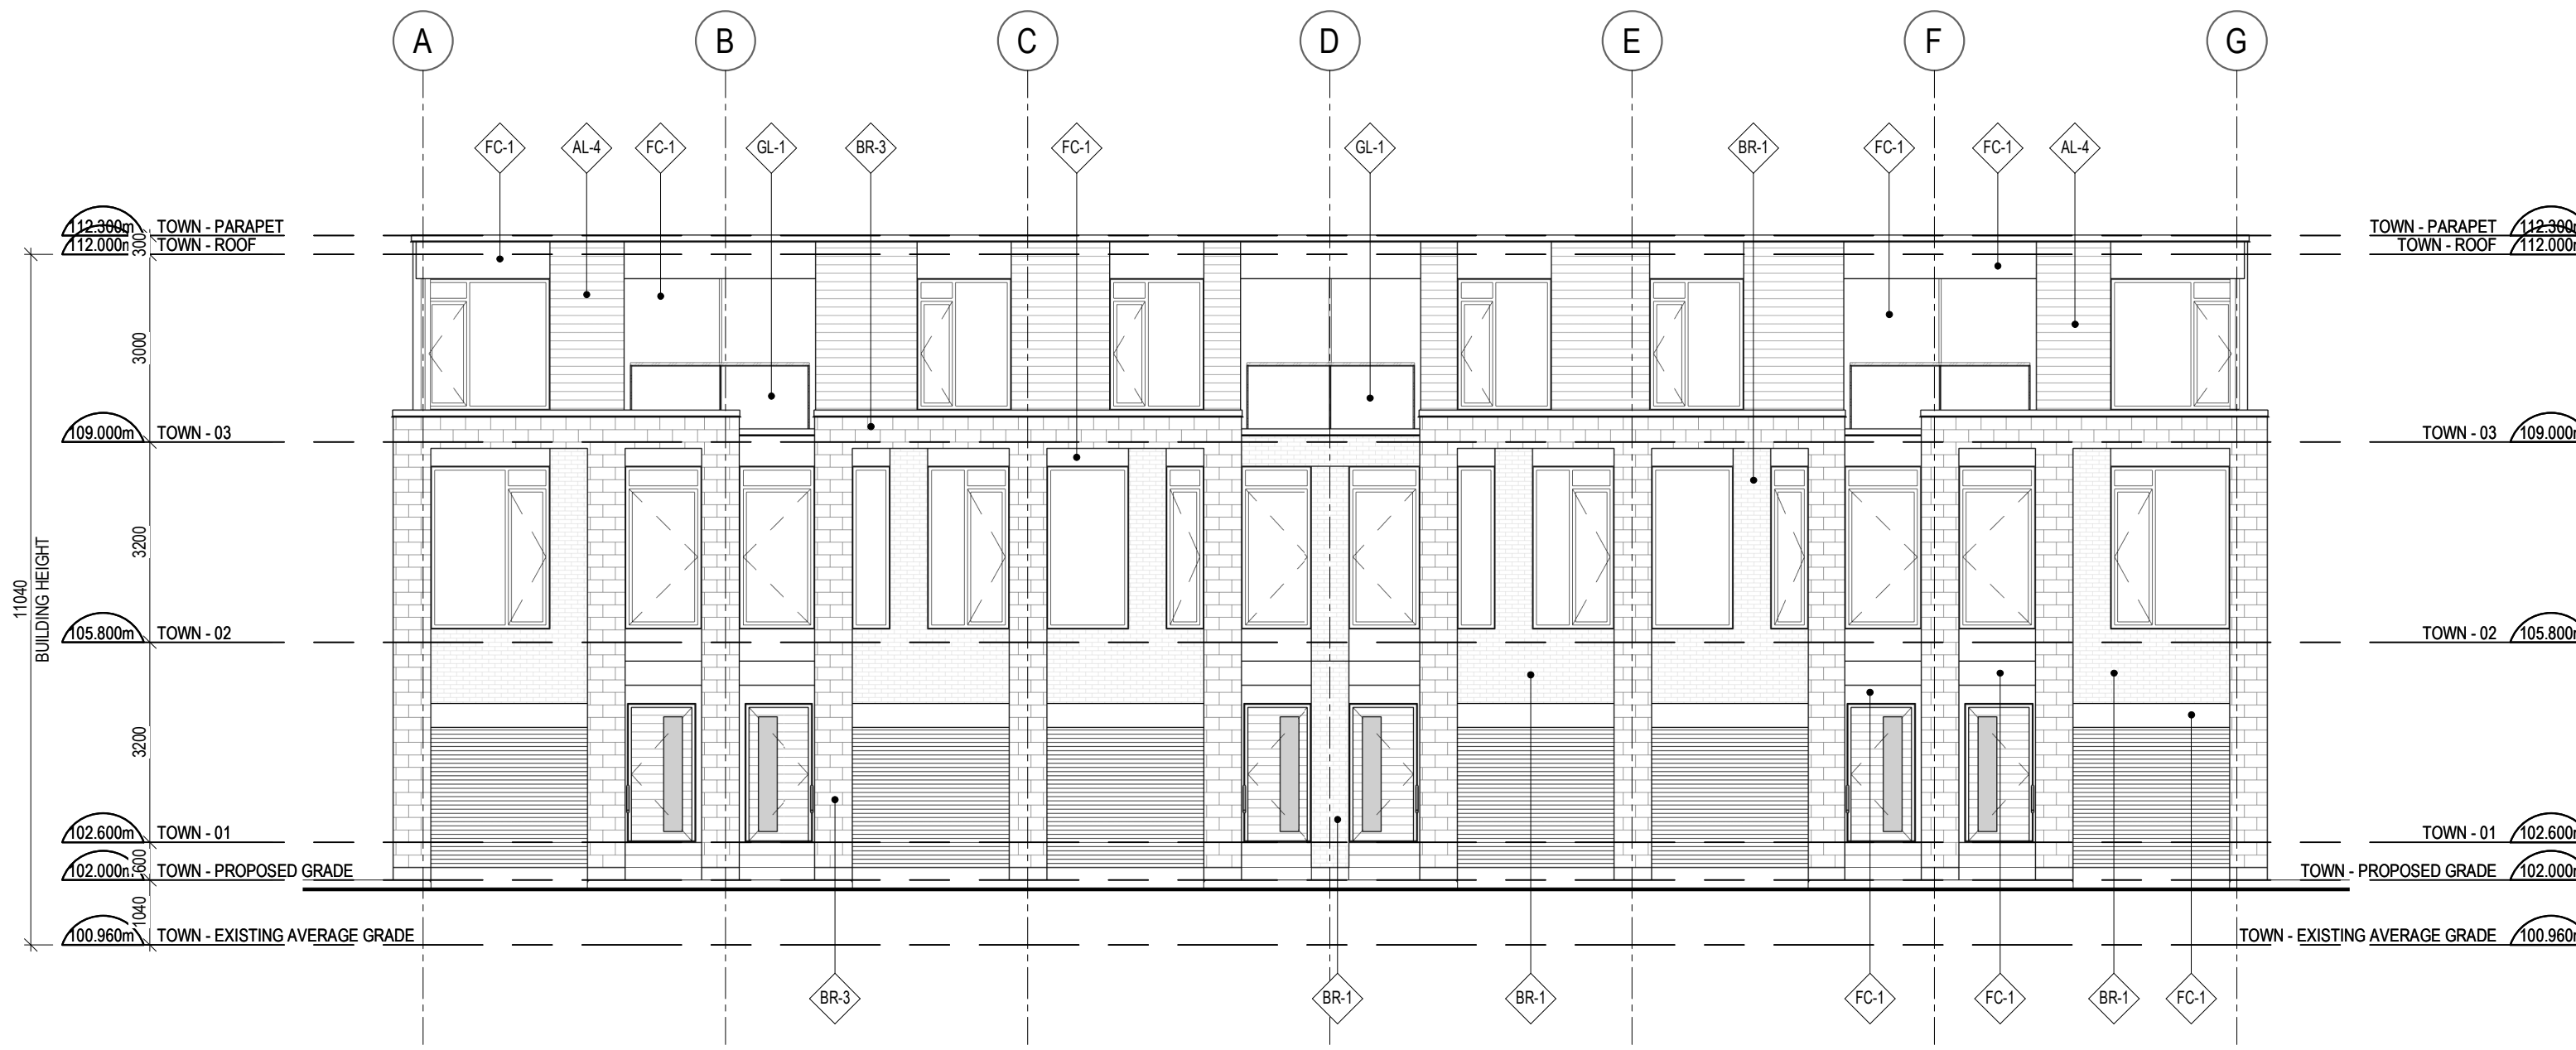 A B C D E F G
FC-1 AL-4 FC-1 GL-1 BR-3 FC-1 GL-1 BR-1 FC-1 FC-1 AL-4
112.300m TOWN - PARAPET
TOWN - PARAPET 112.300m
300
112.000m TOWN - ROOF
TOWN - ROOF 112.000m
3000
109.000m TOWN - 03
TOWN - 03 109.000m
3200
11040
BUILDING HEIGHT
105.800m TOWN - 02
TOWN - 02 105.800m
3200
102.600m TOWN - 01
TOWN - 01 102.600m
600
102.000m TOWN - PROPOSED GRADE
TOWN - PROPOSED GRADE 102.000m
1040
100.960m TOWN - EXISTING AVERAGE GRADE
TOWN - EXISTING AVERAGE GRADE 100.960m
BR-3 BR-1 BR-1 FC-1 FC-1 BR-1 FC-1